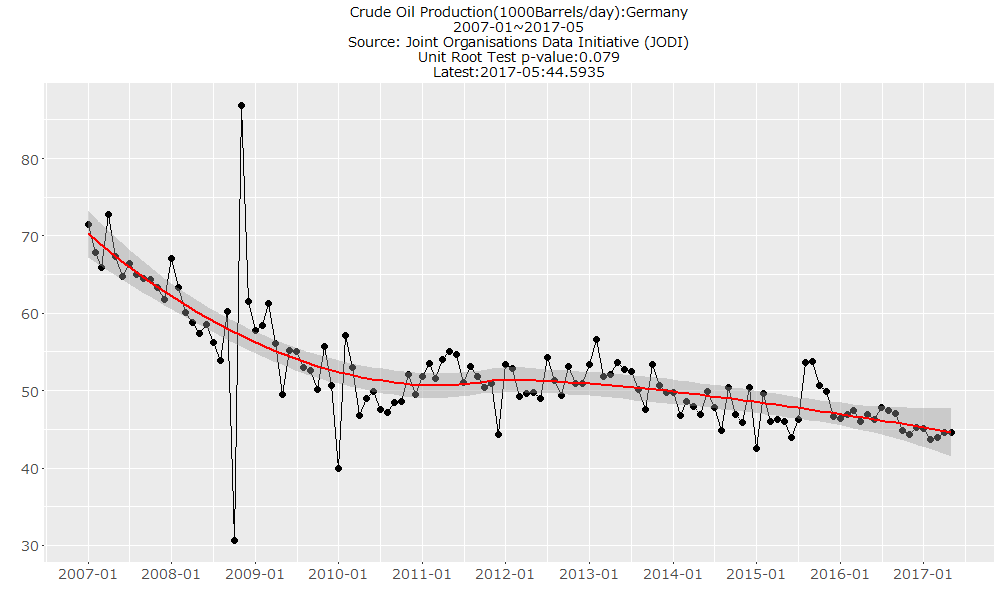 Crude Oil Production(1000Barrels/day):Germany
2007-01~2017-05
Source: Joint Organisations Data Initiative (JODI)
Unit Root Test p-value:0.079
Latest:2017-05:44.5935
80
70
60
50
40
30
2007-01 2008-01 2009-01 2010-01 2011-01 2012-01 2013-01 2014-01 2015-01 2016-01 2017-01